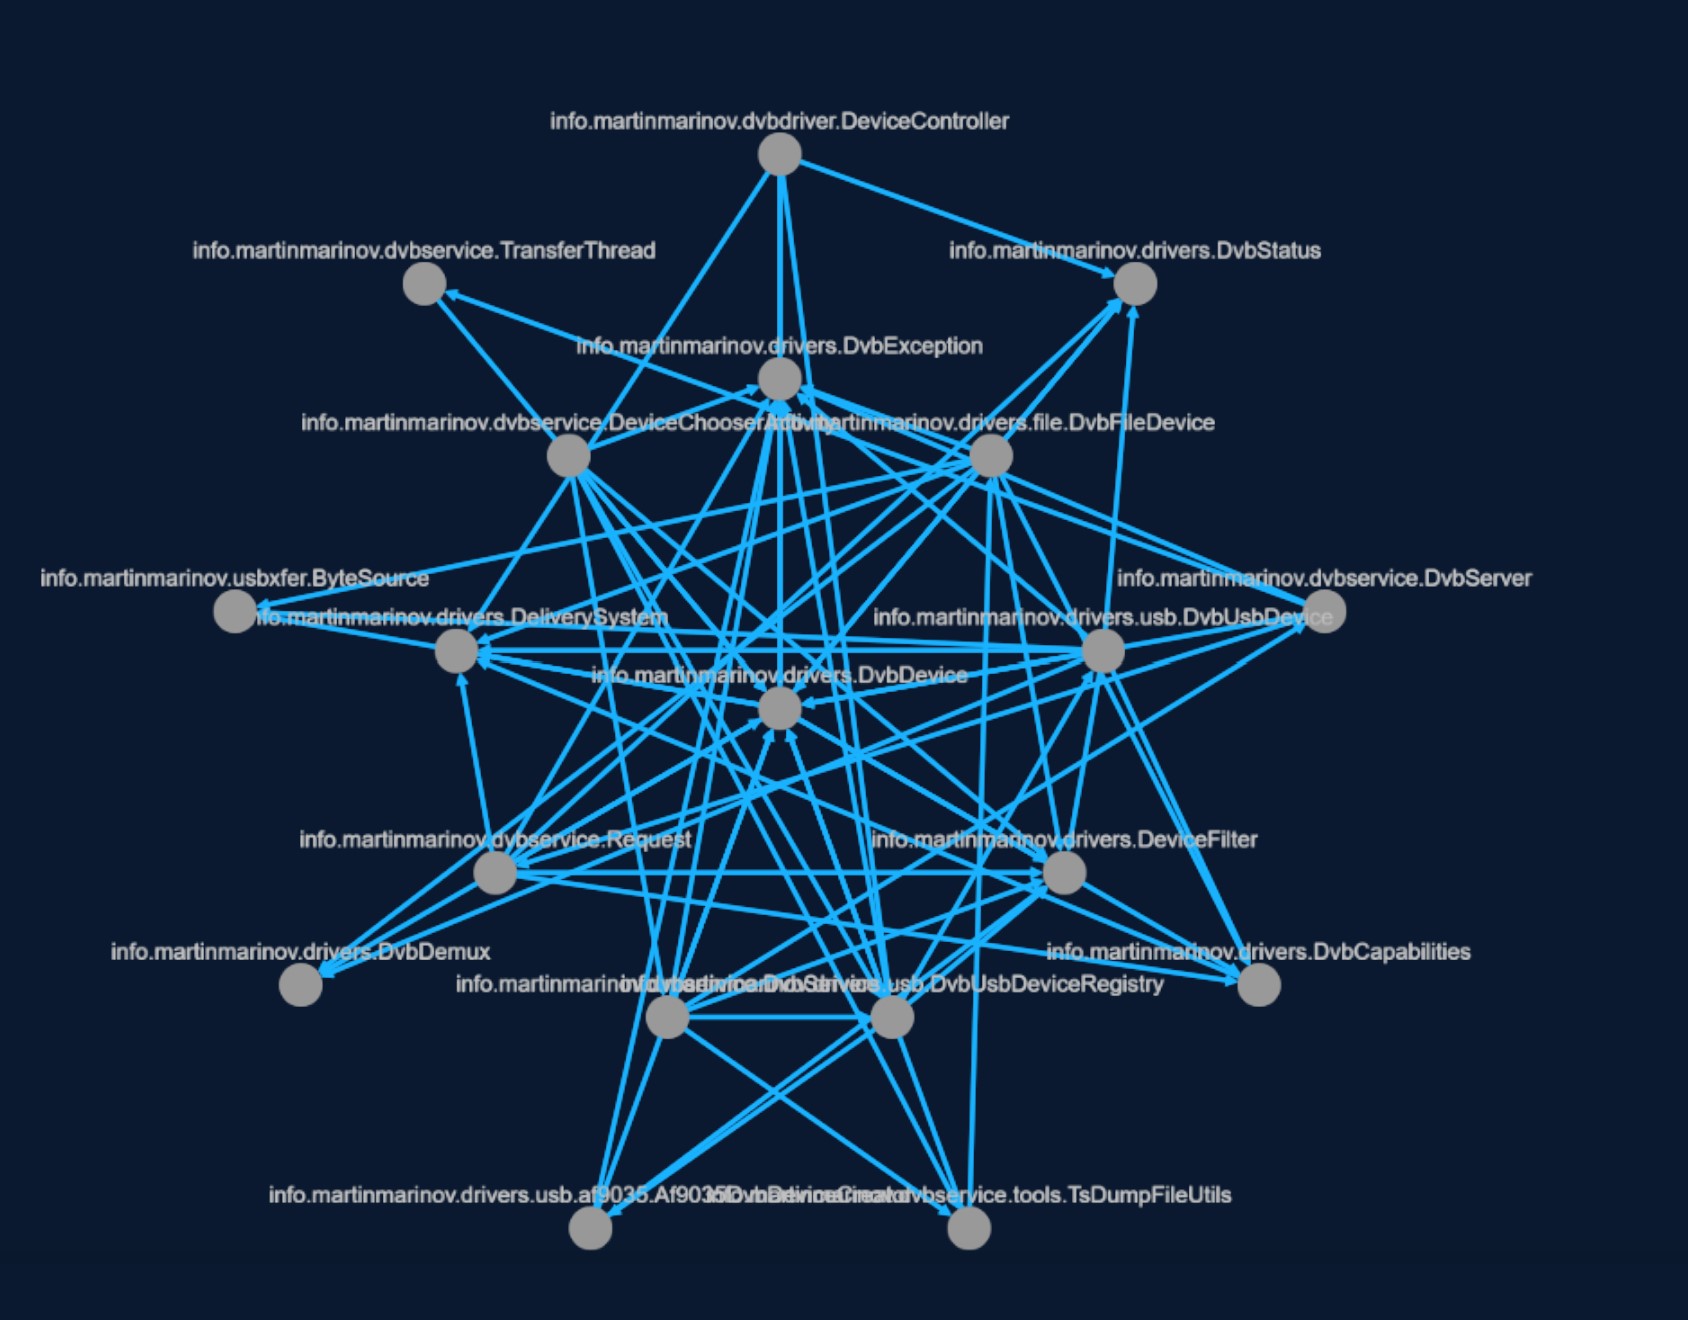 info.martinmarinov.dvbdriver.DeviceController
info.martinmarinov.dvbservice.TransferThread
info.martinmarinov.drivers.DvbStatus
info.martinmarinov.drivers.DvbException
info.martinmarinov.dvbservice.DeviceChooserActivity
info.martinmarinov.drivers.file.DvbFileDevice
info.martinmarinov.usbxfer.ByteSource
info.martinmarinov.dvbservice.DvbServer
info.martinmarinov.drivers.DeliverySystem
info.martinmarinov.drivers.usb.DvbUsbDevice
info.martinmarinov.drivers.DvbDevice
info.martinmarinov.dvbservice.Request
info.martinmarinov.drivers.DeviceFilter
info.martinmarinov.drivers.DvbDemux
info.martinmarinov.drivers.DvbCapabilities
info.martinmarinov.drivers.usb.DvbUsbDeviceRegistry
info.martinmarinov.drivers.usb.af9035.Af9035DvbDeviceCreator
info.martinmarinov.dvbservice.tools.TsDumpFileUtils